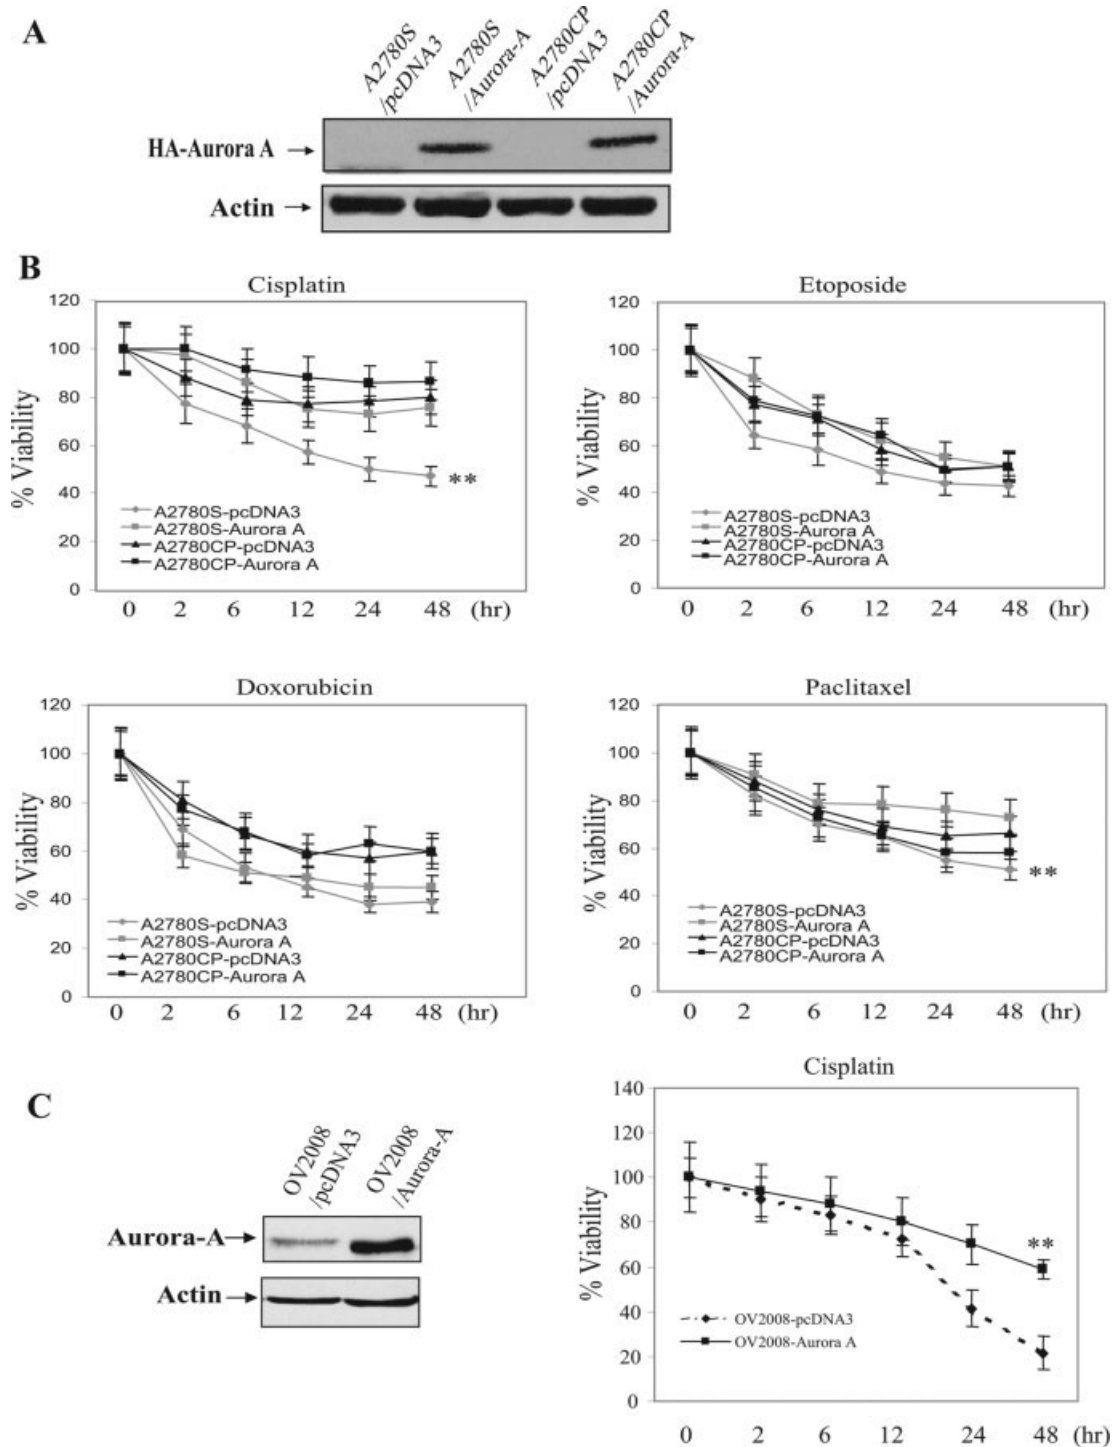 A
A2780S
/pcDNA3
A2780S
/Aurora-A
A2780CP
/pcDNA3
A2780CP
/Aurora-A
HA-Aurora A
Actin
B
Cisplatin
% Viability
120
100
80
60
40
20
0
**
A2780S-pcDNA3
A2780S-Aurora A
A2780CP-pcDNA3
A2780CP-Aurora A
0 2 6 12 24 48 (hr)
Etoposide
% Viability
120
100
80
60
40
20
0
A2780S-pcDNA3
A2780S-Aurora A
A2780CP-pcDNA3
A2780CP-Aurora A
0 2 6 12 24 48 (hr)
Doxorubicin
% Viability
120
100
80
60
40
20
0
A2780S-pcDNA3
A2780S-Aurora A
A2780CP-pcDNA3
A2780CP-Aurora A
0 2 6 12 24 48 (hr)
Paclitaxel
% Viability
120
100
80
60
40
20
0
**
A2780S-pcDNA3
A2780S-Aurora A
A2780CP-pcDNA3
A2780CP-Aurora A
0 2 6 12 24 48 (hr)
C
OV2008
/pcDNA3
OV2008
/Aurora-A
Aurora-A
Actin
Cisplatin
% Viability
140
120
100
80
60
40
20
0
**
OV2008-pcDNA3
OV2008-Aurora A
0 2 6 12 24 48 (hr)